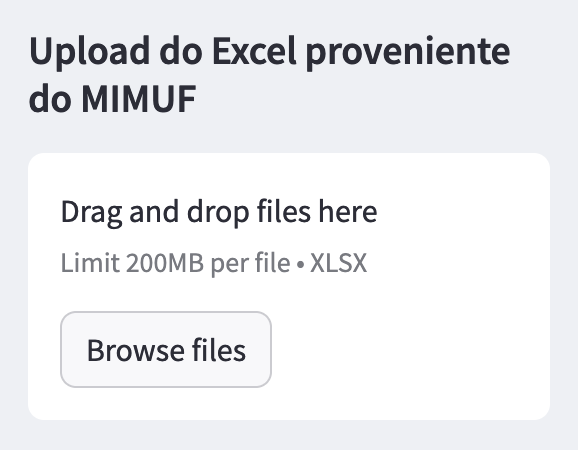 Upload do Excel proveniente
do MIMUF
Drag and drop files here
Limit 200MB per file • XLSX
Browse files